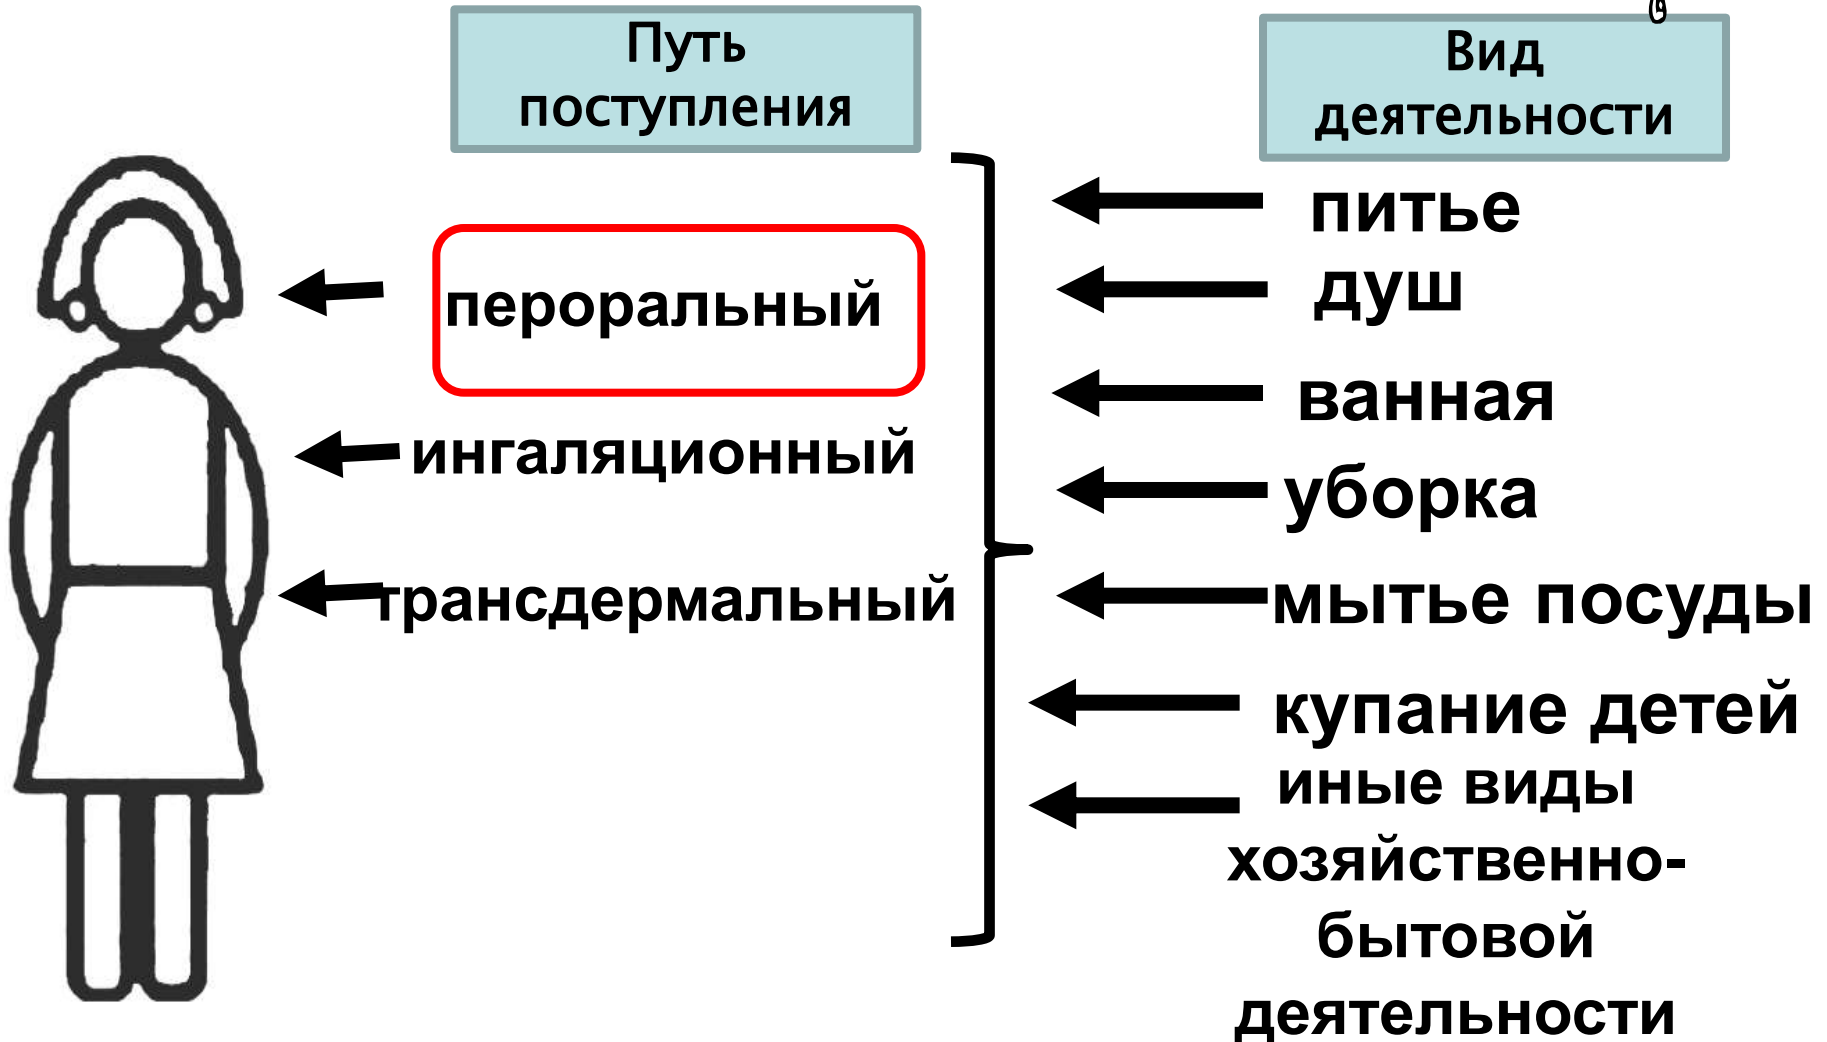 Путь
поступления
пероральный
ингаляционный
трансдермальный
Вид
деятельности
питье
душ
ванная
уборка
мытье посуды
купание детей
иные виды
хозяйственно-
бытовой
деятельности